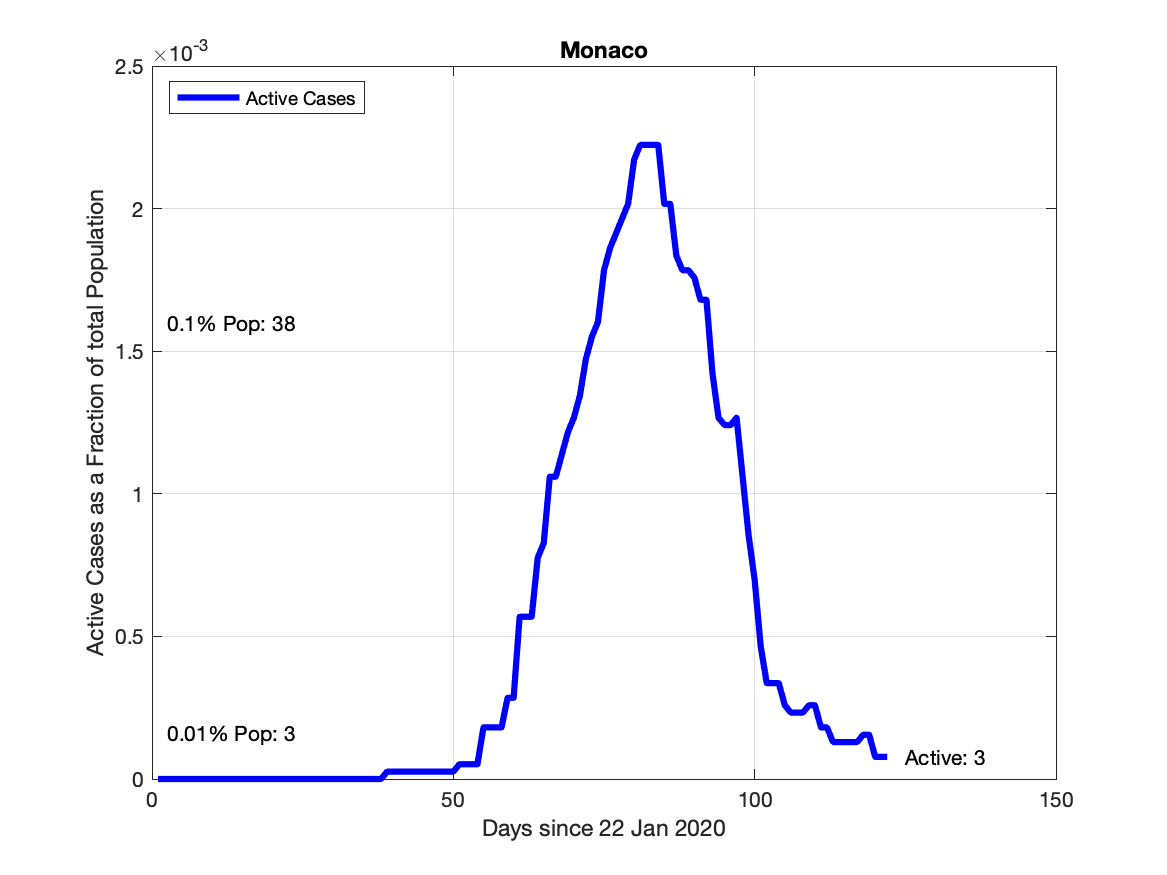 Monaco
×10-3
2.5
2
1.5
1
0.5
0
Active Cases
0.1% Pop: 38
0.01% Pop: 3
Active: 3
0
50
100
150
Days since 22 Jan 2020
Active Cases as a Fraction of total Population